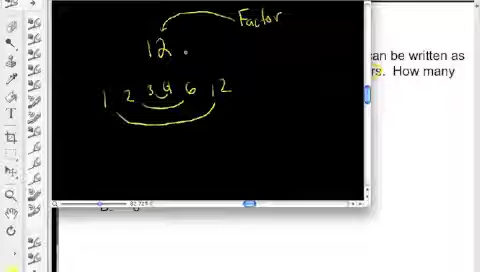 Factor
12.
1 2 3 4 6 12
can be written as
rs. How many